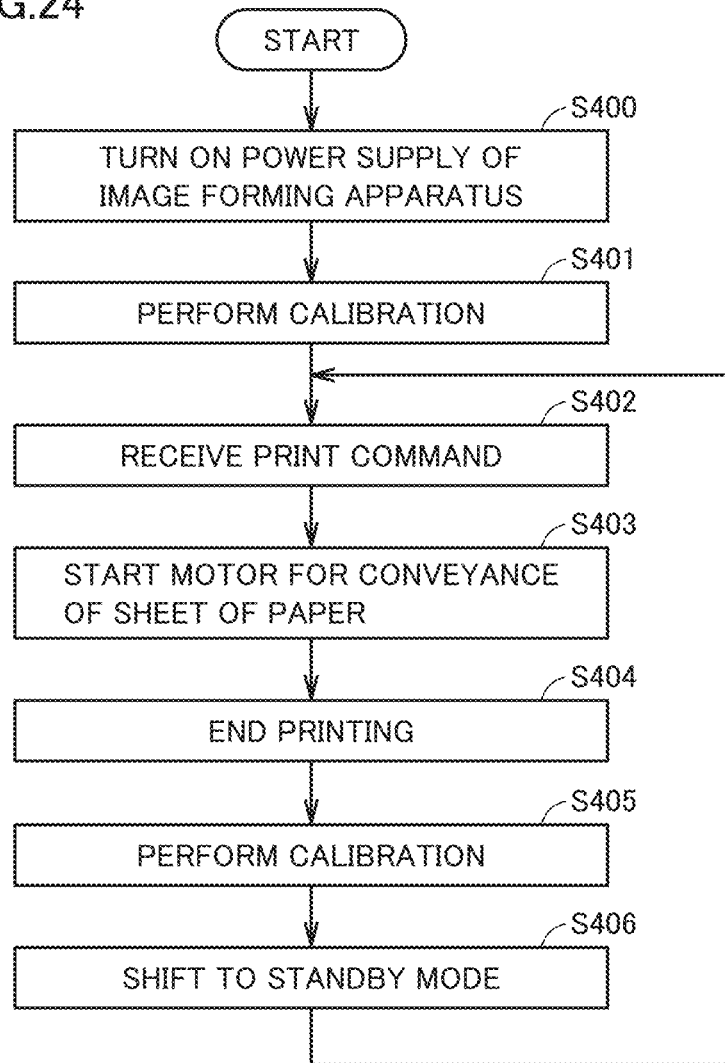 G.24
START
S400
TURN ON POWER SUPPLY OF
IMAGE FORMING APPARATUS
S401
PERFORM CALIBRATION
S402
RECEIVE PRINT COMMAND
S403
START MOTOR FOR CONVEYANCE
OF SHEET OF PAPER
S404
END PRINTING
S405
PERFORM CALIBRATION
S406
SHIFT TO STANDBY MODE